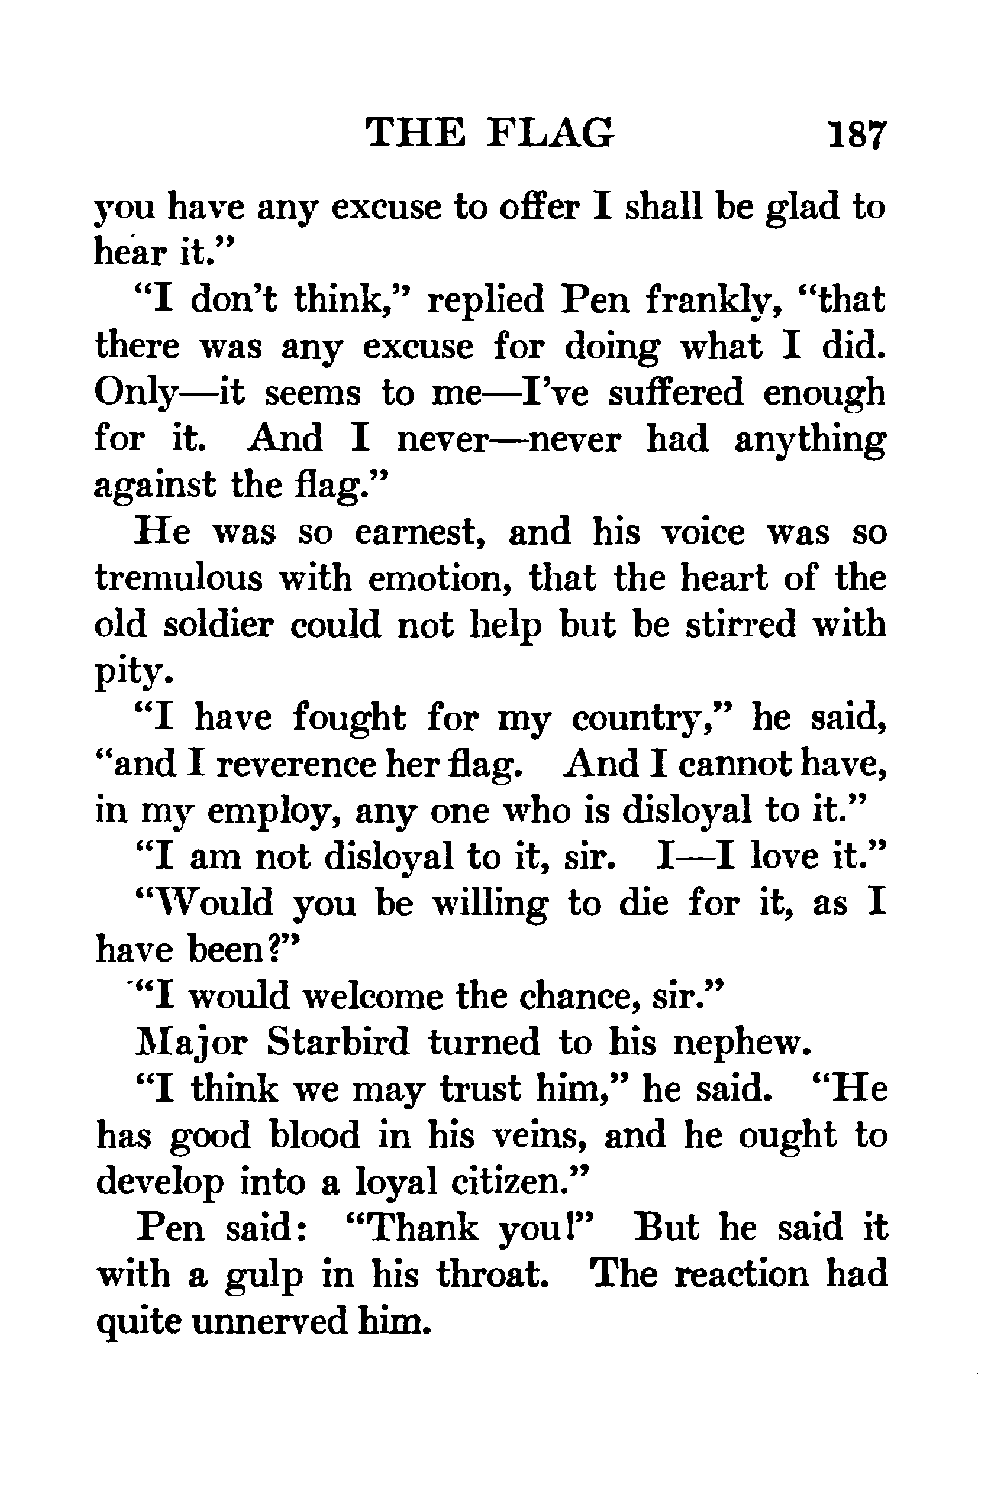 THE FLAG 187
you have any excuse to offer I shall be glad to
hear it.”
“I don’t think,” replied Pen frankly, “that
there was any excuse for doing what I did.
Only—it seems to me—I’ve suffered enough
for it. And I never—never had anything
against the flag.”
He was so earnest, and his voice was so
tremulous with emotion, that the heart of the
old soldier could not help but be stirred with
pity.
“I have fought for my country,” he said,
“and I reverence her flag. And I cannot have,
in my employ, any one who is disloyal to it.”
“I am not disloyal to it, sir. I—I love it.”
“Would you be willing to die for it, as I
have been?”
“I would welcome the chance, sir.”
Major Starbird turned to his nephew.
“I think we may trust him,” he said. “He
has good blood in his veins, and he ought to
develop into a loyal citizen.”
Pen said: “Thank you!” But he said it
with a gulp in his throat. The reaction had
quite unnerved him.